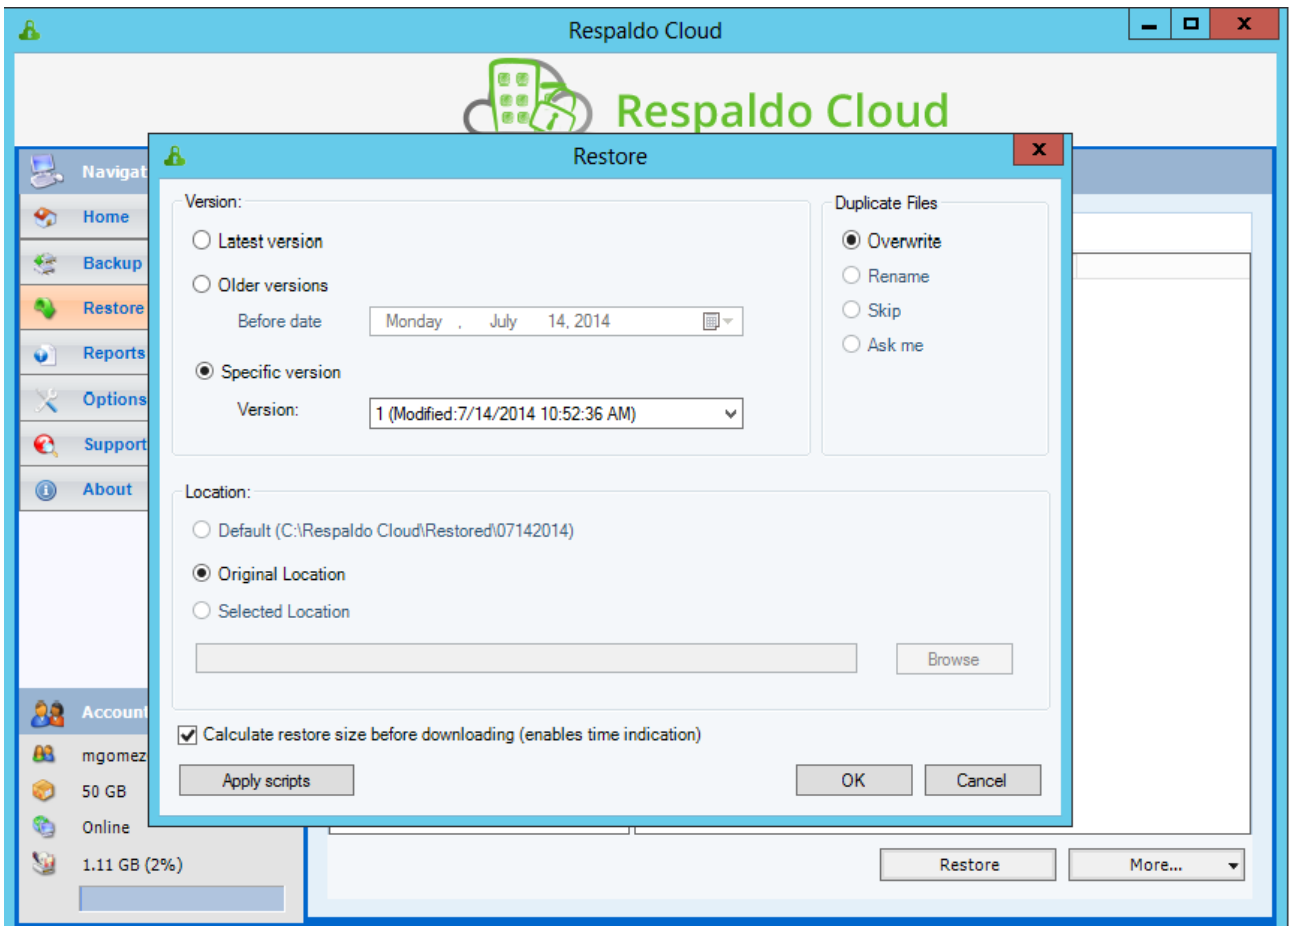 Respaldo Cloud
Respaldo Cloud
Navigat
Home
Backup
Restore
Reports
Options
Support
About
Account
mgomez
50 GB
Online
1.11 GB (2%)
Restore
Version:
Latest version
Older versions
Before date
Monday , July 14, 2014
Specific version
Version:
1 (Modified:7/14/2014 10:52:36 AM)
Duplicate Files
Overwrite
Rename
Skip
Ask me
Location:
Default (C:\Respaldo Cloud\Restored\07142014)
Original Location
Selected Location
Browse
Calculate restore size before downloading (enables time indication)
Apply scripts
OK
Cancel
Restore
More...